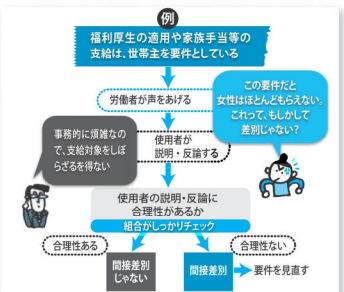 例
福利厚生の適用や家族手当等の
支給は、世帯主を要件としている
労働者が声をあげる
この要件だと
女性はほとんどもらえない。
これって、もしかして
差別じゃない?
事務的に煩雑なの
で、支給対象をしぼ
らざるを得ない
使用者が
説明・反論する
使用者の説明・反論に
合理性があるか
組合がしっかりチェック
合理性ある
合理性ない
間接差別
じゃない
間接差別
要件を見直す